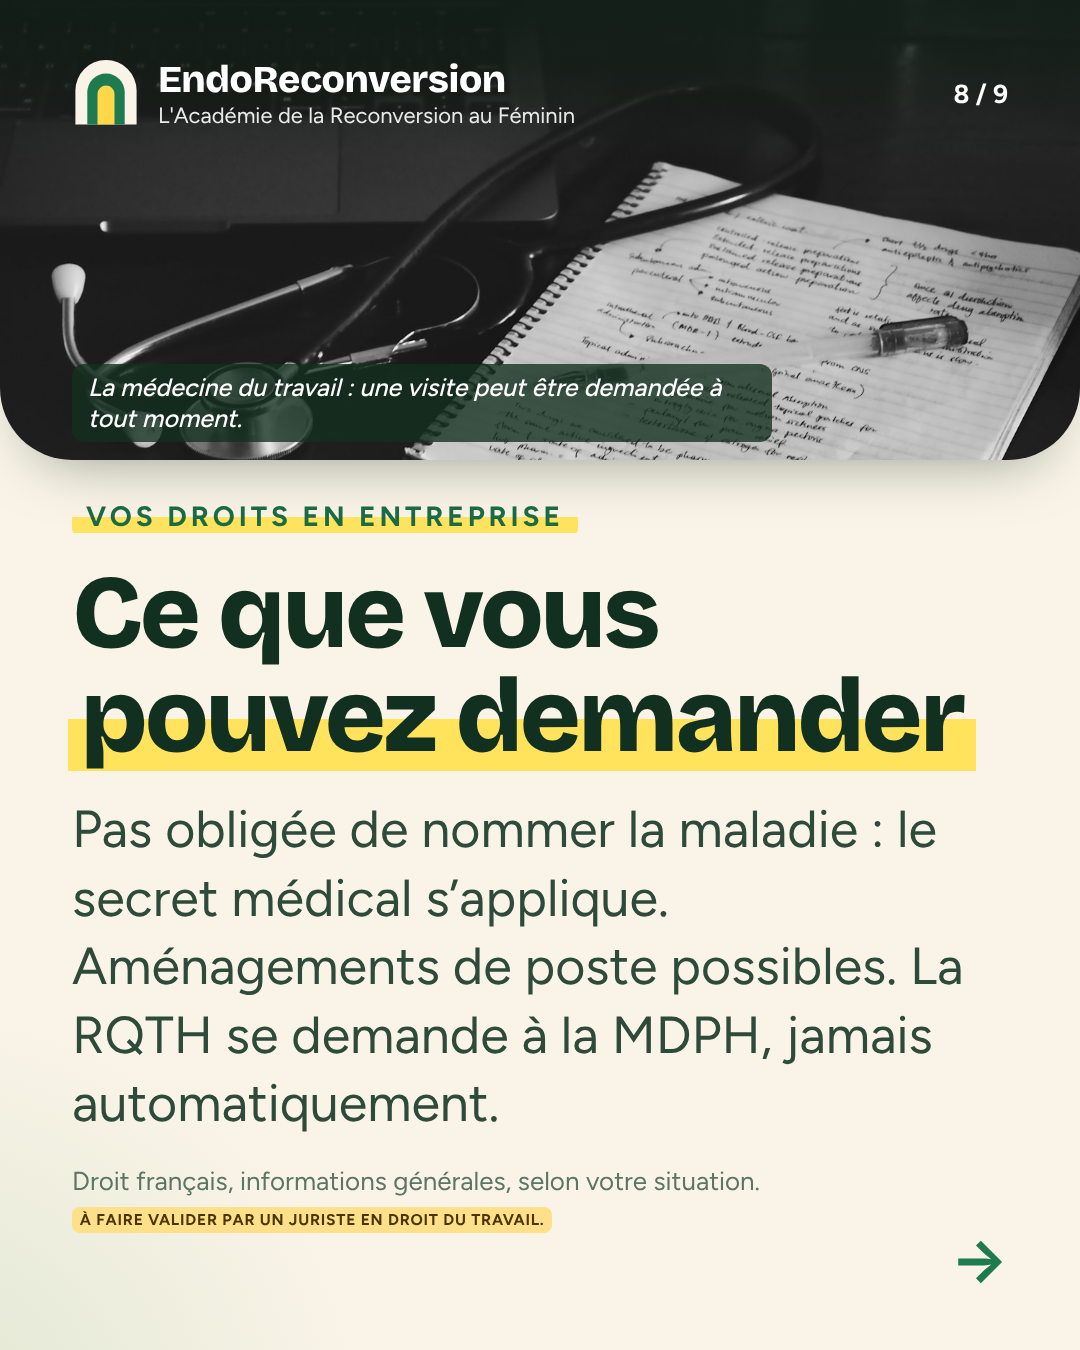 EndoReconversion
L'Académie de la Reconversion au Féminin
8 / 9
La médecine du travail : une visite peut être demandée à
tout moment.
VOS DROITS EN ENTREPRISE
Ce que vous
pouvez demander
Pas obligée de nommer la maladie : le
secret médical s’applique.
Aménagements de poste possibles. La
RQTH se demande à la MDPH, jamais
automatiquement.
Droit français, informations générales, selon votre situation.
À FAIRE VALIDER PAR UN JURISTE EN DROIT DU TRAVAIL.